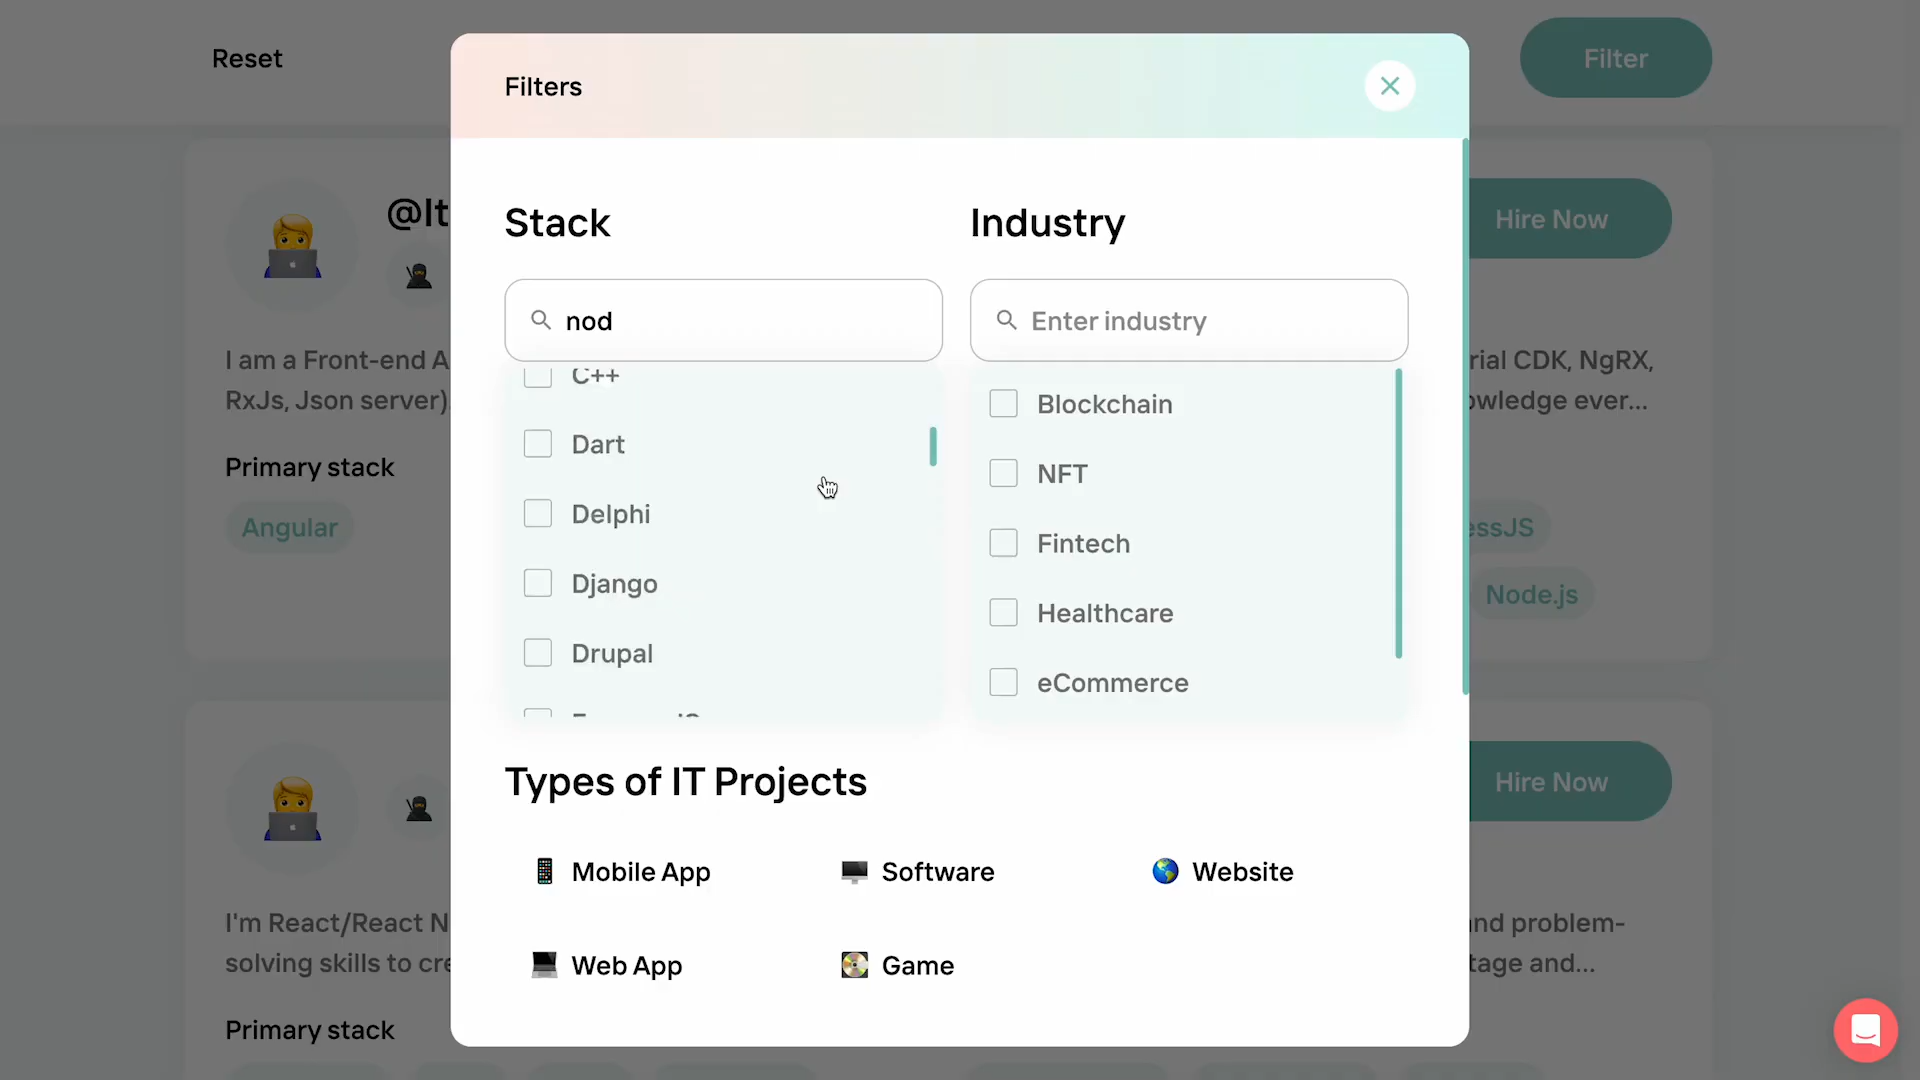 Reset
Filter
Filters
@It
Hire Now
Stack
Industry
nod
Enter industry
I am a Front-end A
rial CDK, NgRX,
RxJs, Json server)
owledge ever...
C++
Dart
Delphi
Django
Drupal
Blockchain
NFT
Fintech
Healthcare
eCommerce
Primary stack
Angular
essJS
Node.js
Types of IT Projects
Mobile App
Software
Website
Web App
Game
Hire Now
I'm React/React N
nd problem-
solving skills to cre
tage and...
Primary stack